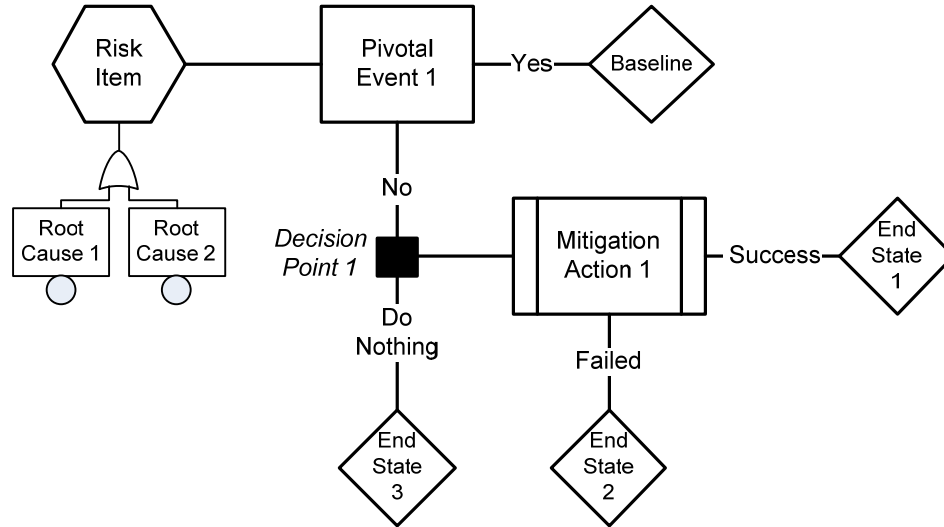 Risk
Item
Pivotal
Event 1
Yes
Baseline
No
Root
Cause 1
Root
Cause 2
Decision
Point 1
Mitigation
Action 1
Success
End
State
1
Do
Nothing
Failed
End
State
3
End
State
2